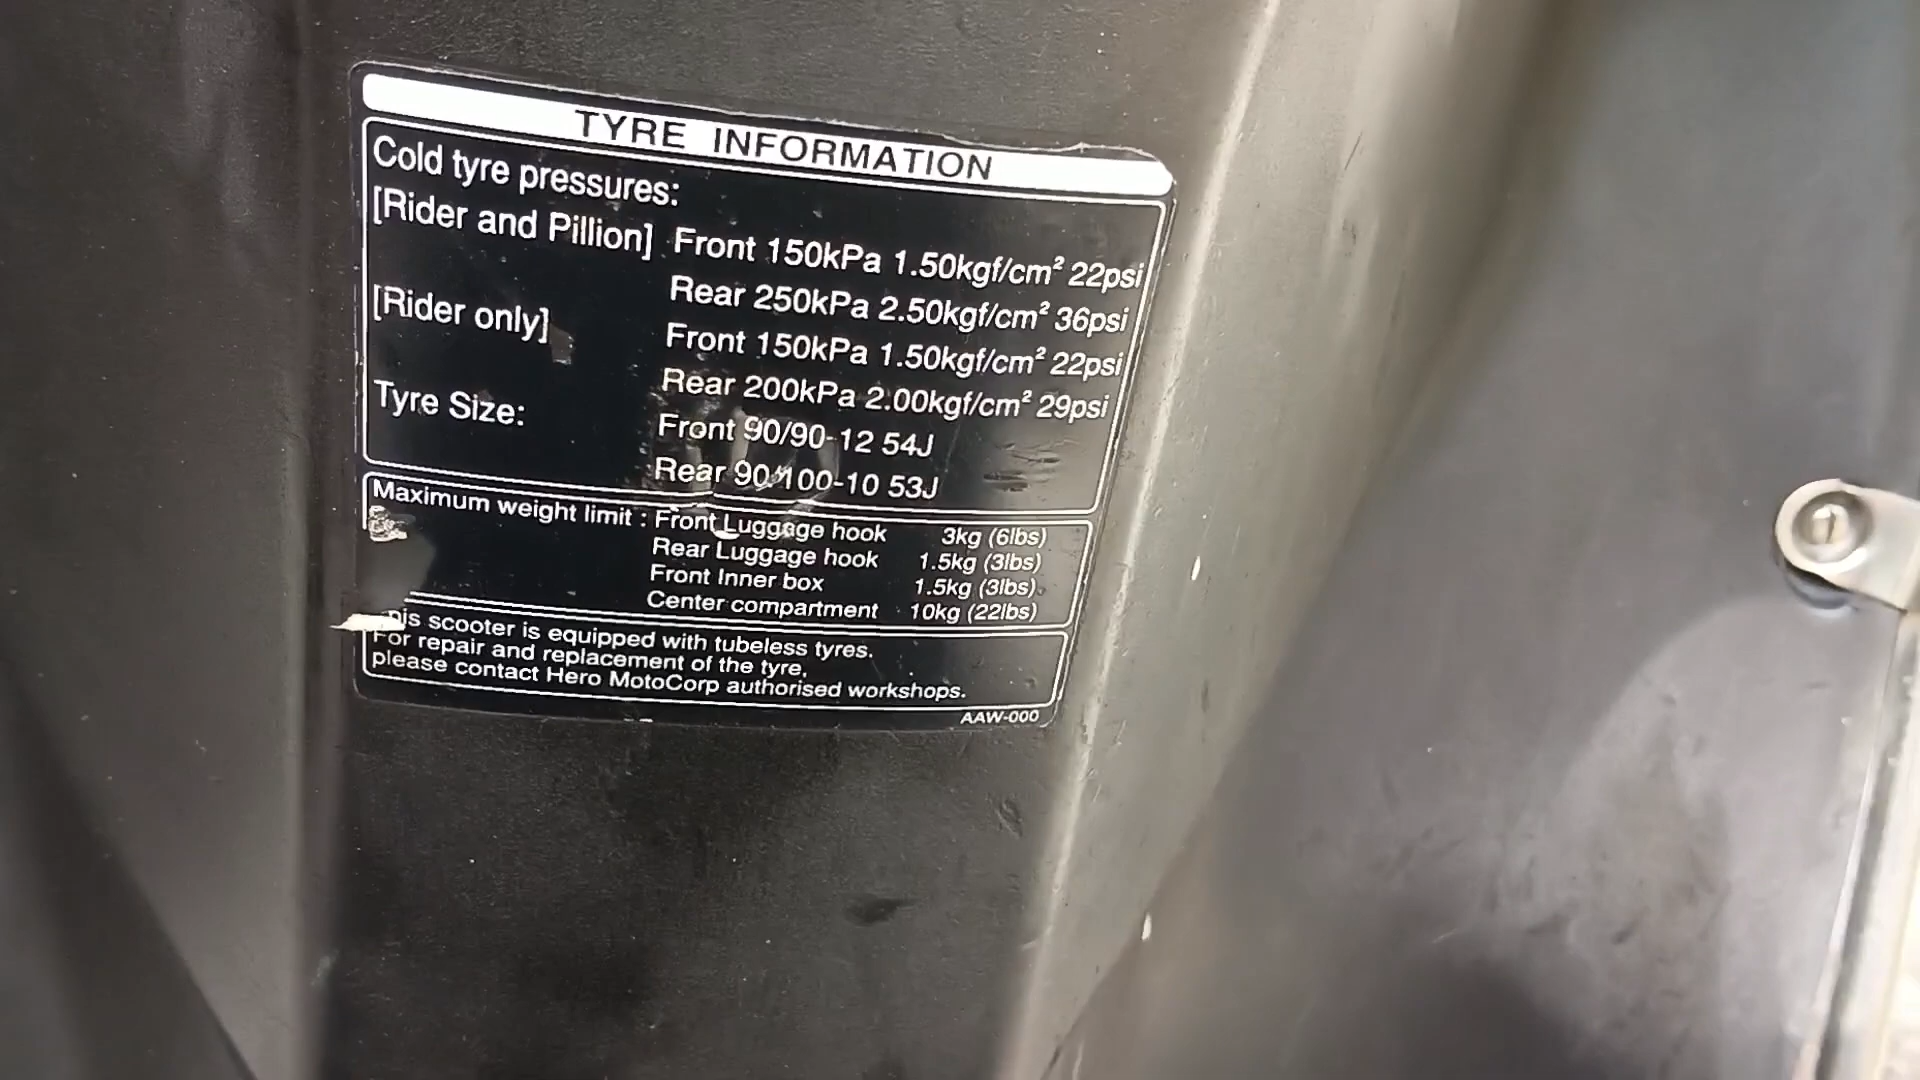 TYRE INFORMATION
Cold tyre pressures:
[Rider and Pillion] Front 150kPa 1.50kgf/cm² 22psi
Rear 250kPa 2.50kgf/cm² 36psi
[Rider only] Front 150kPa 1.50kgf/cm² 22psi
Rear 200kPa 2.00kgf/cm² 29psi
Tyre Size: Front 90/90-12 54J
Rear 90/100-10 53J
Maximum weight limit : Front Luggage hook 3kg (6lbs)
Rear Luggage hook 1.5kg (3lbs)
Front Inner box 1.5kg (3lbs)
Center compartment 10kg (22lbs)
This scooter is equipped with tubeless tyres.
For repair and replacement of the tyre,
please contact Hero MotoCorp authorised workshops.
AAW-000